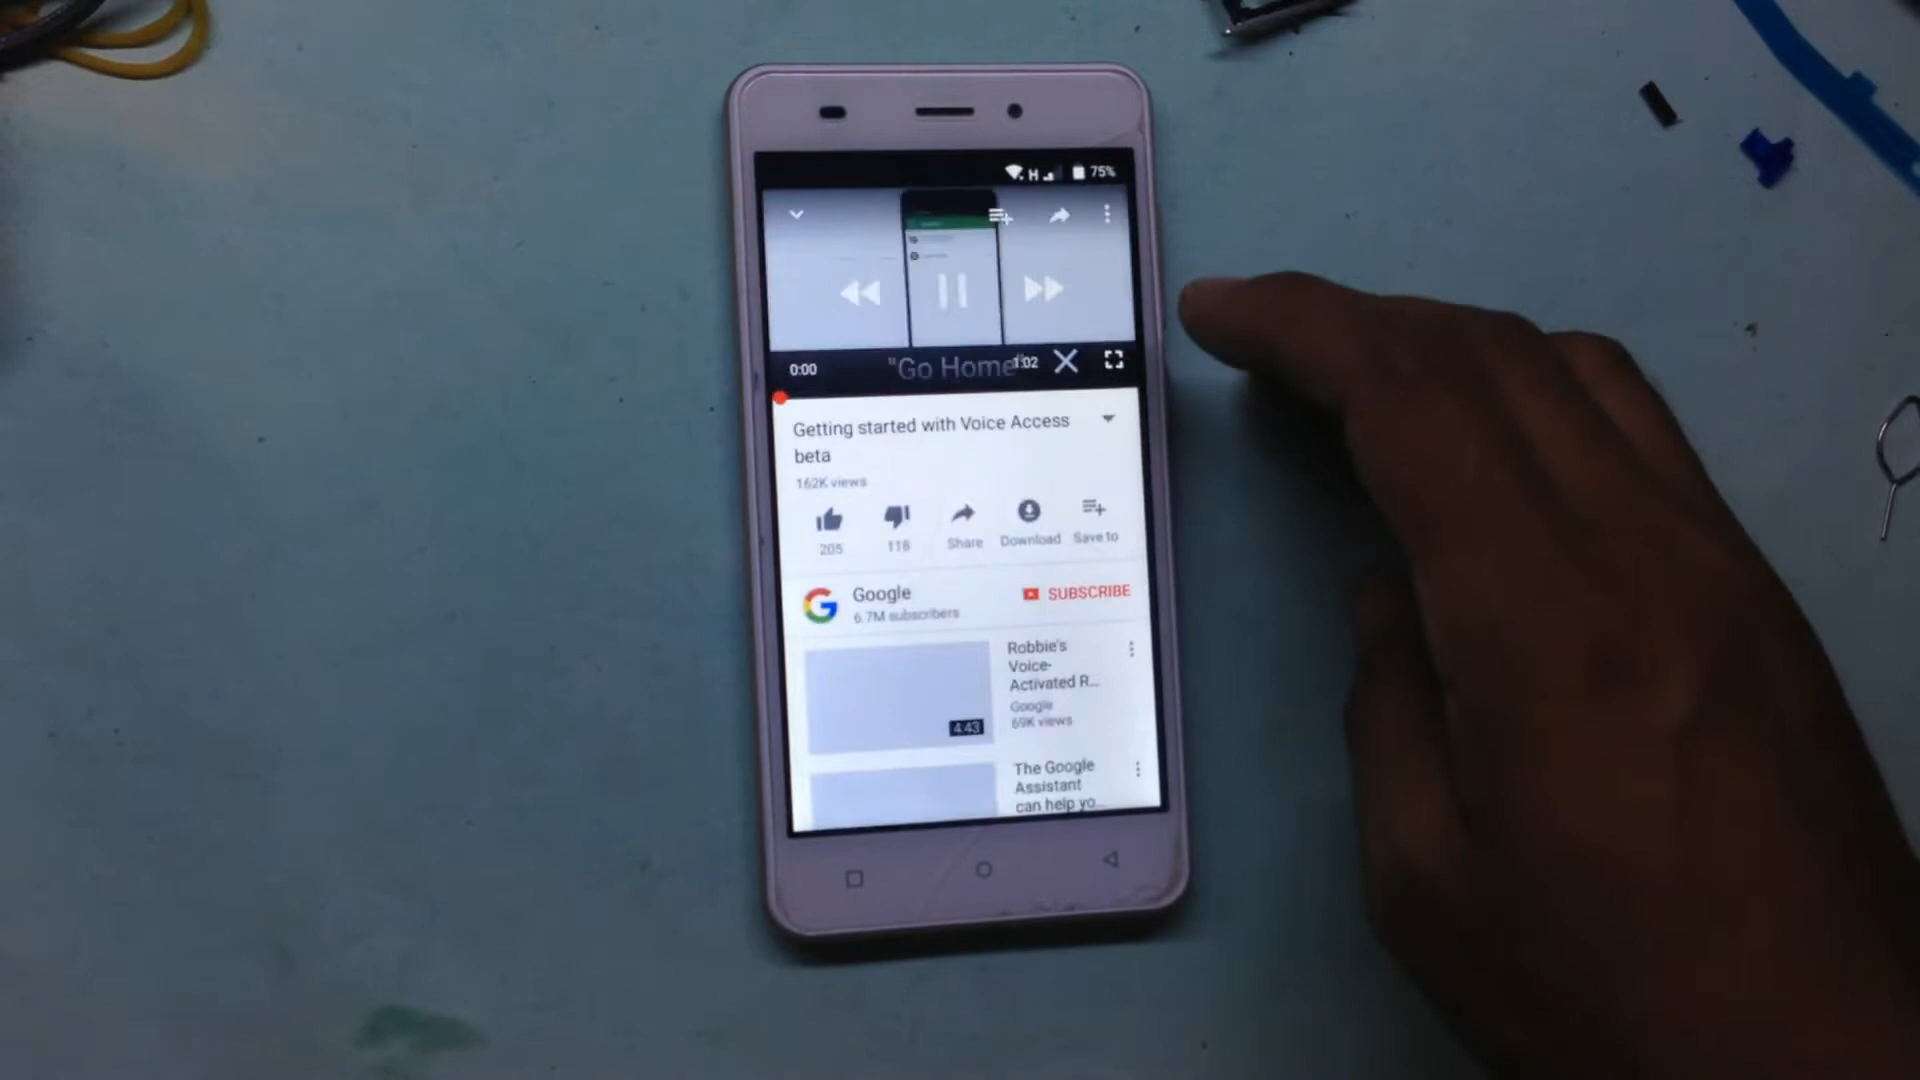 H 75%
0:00 "Go Home" 1:02
Getting started with Voice Access
beta
162K views
205 118 Share Download Save to
Google SUBSCRIBE
6.7M subscribers
Robbie's
Voice-
Activated R...
Google
69K views
4:43
The Google
Assistant
can help yo...